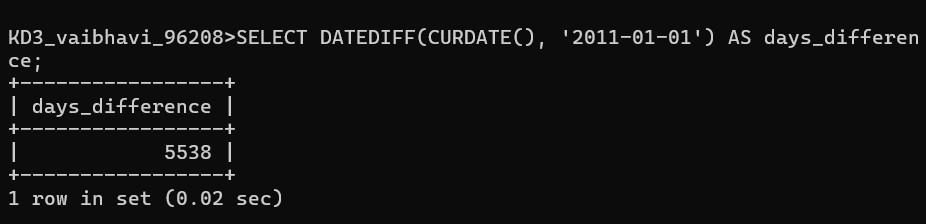 KD3_vaibhavi_96208>SELECT DATEDIFF(CURDATE(), '2011-01-01') AS days_differen
ce;
+-----------------+
| days_difference |
+-----------------+
|            5538 |
+-----------------+
1 row in set (0.02 sec)